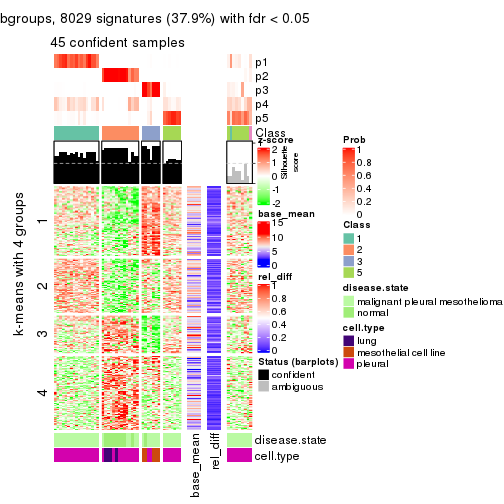 bgroups, 8029 signatures (37.9%) with fdr < 0.05
45 confident samples
p1
p2
p3
p4
p5
Class
1
0.5
0
Silhouette
score
k-means with 4 groups
1
2
3
4
base_mean
rel_diff
disease.state
cell.type
z-score
2
1
0
-1
-2
base_mean
15
10
5
0
rel_diff
1
0.8
0.6
0.4
0.2
0
Status (barplots)
confident
ambiguous
Prob
1
0.8
0.6
0.4
0.2
0
Class
1
2
3
5
disease.state
malignant pleural mesothelioma
normal
cell.type
lung
mesothelial cell line
pleural